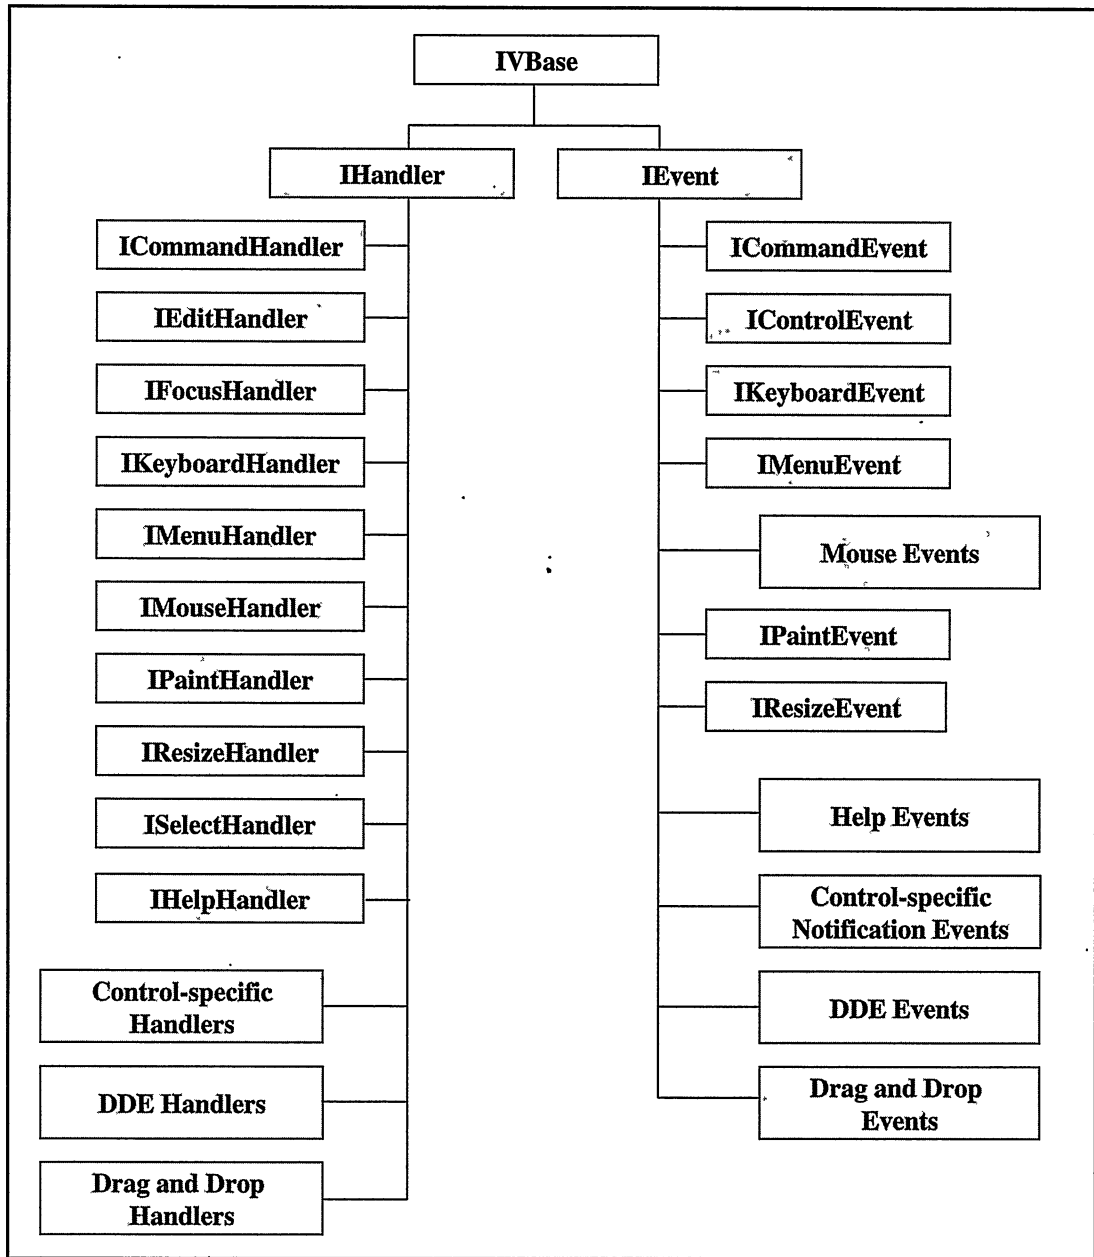 IVBase
IHandler
IEvent
ICommandHandler
IEditHandler
IFocusHandler
IKeyboardHandler
IMenuHandler
IMouseHandler
IPaintHandler
IResizeHandler
ISelectHandler
IHelpHandler
Control-specific
Handlers
DDE Handlers
Drag and Drop
Handlers
ICommandEvent
IControlEvent
IKeyboardEvent
IMenuEvent
Mouse Events
IPaintEvent
IResizeEvent
Help Events
Control-specific
Notification Events
DDE Events
Drag and Drop
Events